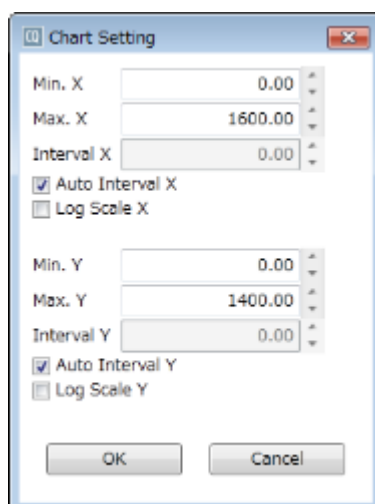 Chart Setting
Min. X 0.00
Max. X 1600.00
Interval X 0.00
Auto Interval X
Log Scale X
Min. Y 0.00
Max. Y 1400.00
Interval Y 0.00
Auto Interval Y
Log Scale Y
OK Cancel